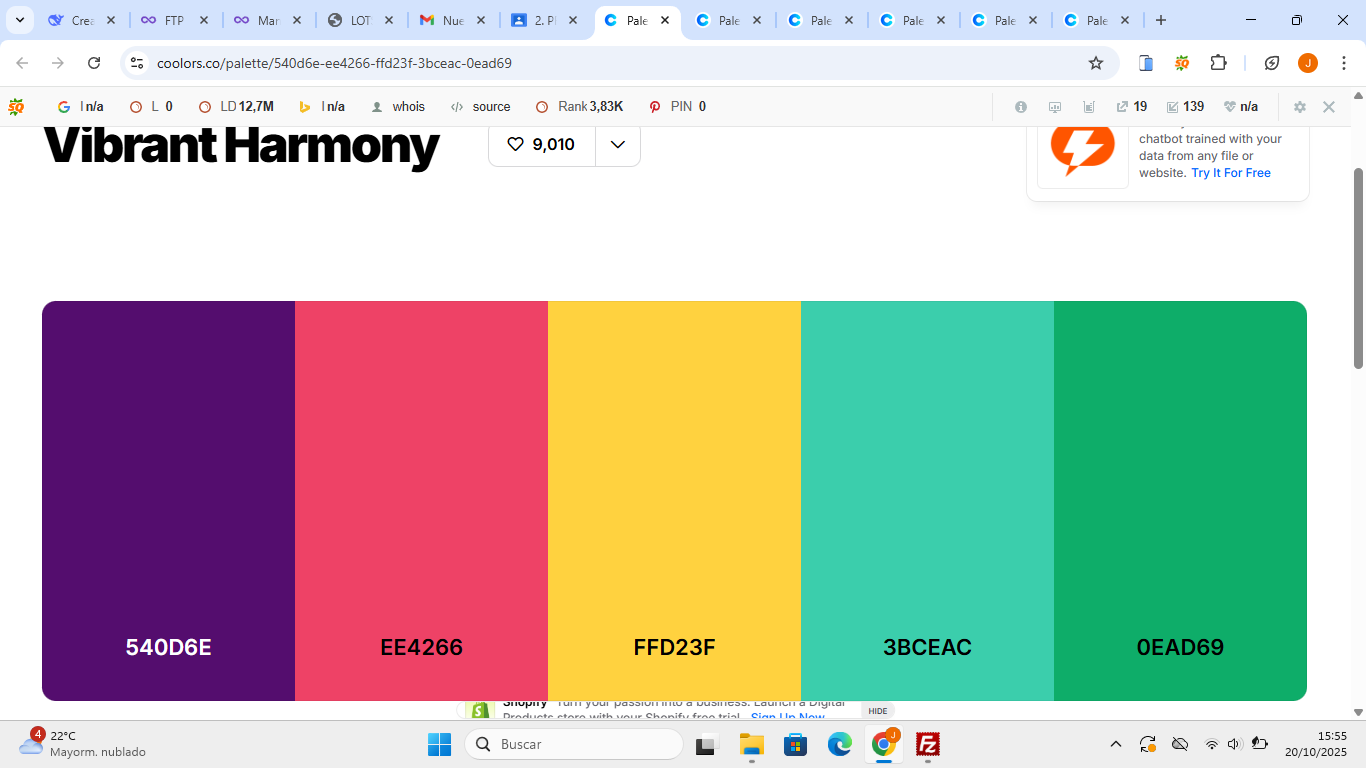 Crea
FTP
Man
LOT
Nue
2. P
Pale
Pale
Pale
Pale
Pale
Pale
coolors.co/palette/540d6e-ee4266-ffd23f-3bceac-0ead69
J
SQ
I n/a
L 0
LD 12,7M
I n/a
whois
source
Rank 3,83K
PIN 0
19
139
n/a
Vibrant Harmony
9,010
chatbot trained with your
data from any file or
website. Try It For Free
540D6E
EE4266
FFD23F
3BCEAC
0EAD69
Shopify Turn your passion into a business. Launch a Digital
Products store with your Shopify free trial. Sign Up Now
HIDE
4
22°C
Mayorm. nublado
Buscar
J
15:55
20/10/2025